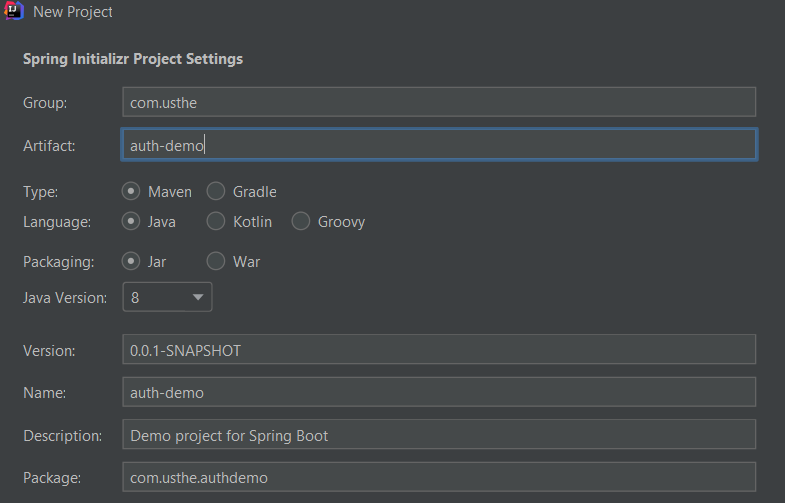 New Project
Spring Initializr Project Settings
Group: com.usthe
Artifact: auth-demo
Type: Maven Gradle
Language: Java Kotlin Groovy
Packaging: Jar War
Java Version: 8
Version: 0.0.1-SNAPSHOT
Name: auth-demo
Description: Demo project for Spring Boot
Package: com.usthe.authdemo